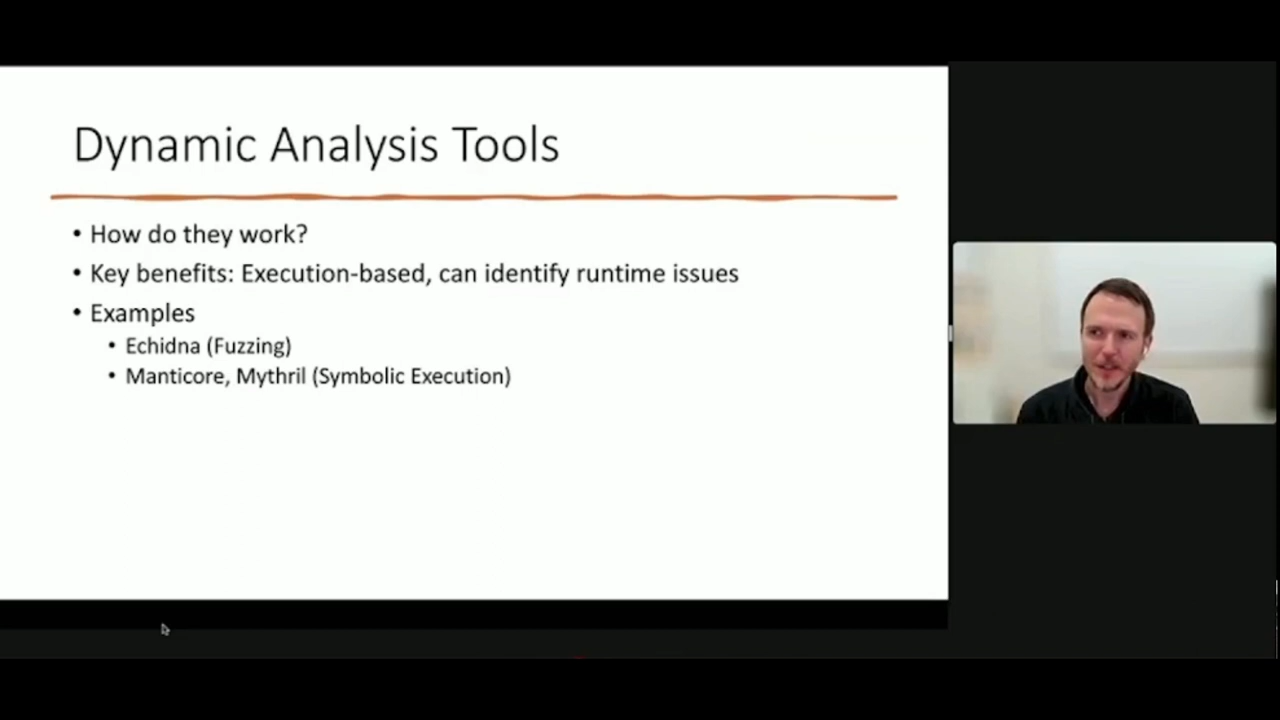 Dynamic Analysis Tools
• How do they work?
• Key benefits: Execution-based, can identify runtime issues
• Examples
• Echidna (Fuzzing)
• Manticore, Mythril (Symbolic Execution)